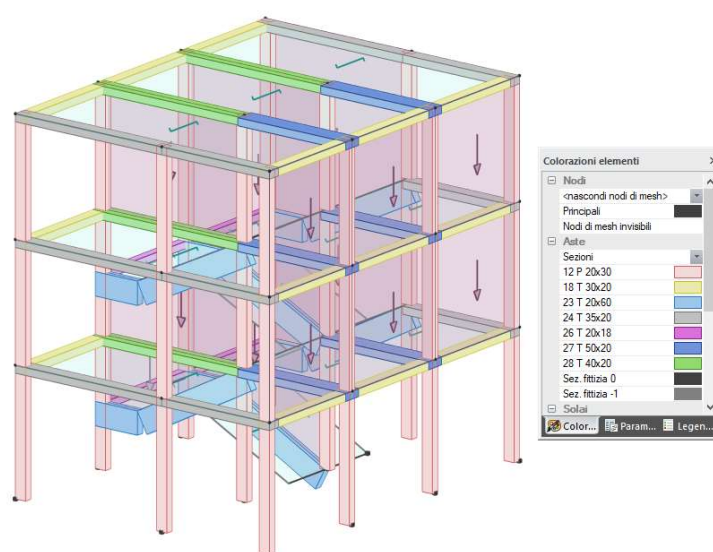 Colorazioni elementi
Nodi
<nascondi nodi di mesh>
Principali
Nodi di mesh invisibili
Aste
Sezioni
12 P 20x30
18 T 30x20
23 T 20x60
24 T 35x20
26 T 20x18
27 T 50x20
28 T 40x20
Sez. fittizia 0
Sez. fittizia -1
Solai
Color... Param... Legen...